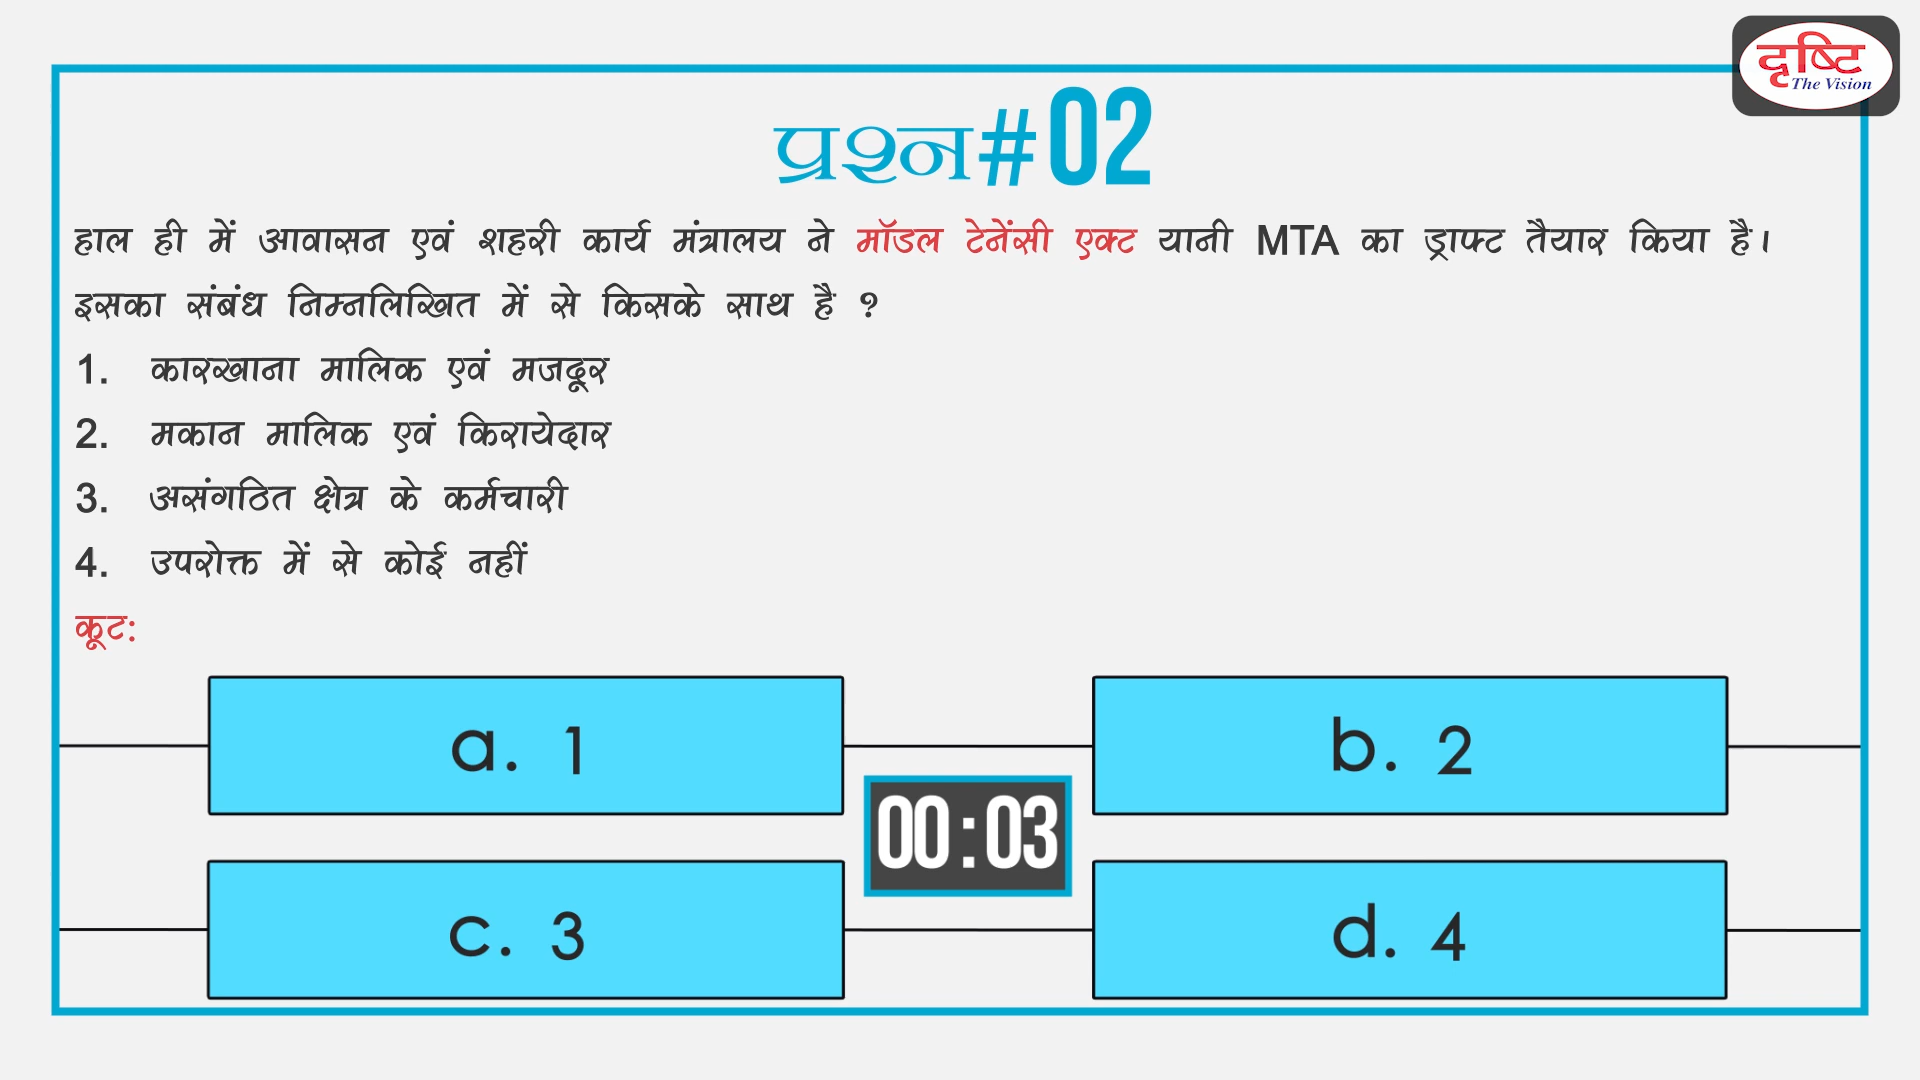 दृष्टि
The Vision
प्रश्न#02
हाल ही में आवासन एवं शहरी कार्य मंत्रालय ने मॉडल टेनेंसी एक्ट यानी MTA का ड्राफ्ट तैयार किया है।
इसका संबंध निम्नलिखित में से किसके साथ है ?
1. कारखाना मालिक एवं मजदूर
2. मकान मालिक एवं किरायेदार
3. असंगठित क्षेत्र के कर्मचारी
4. उपरोक्त में से कोई नहीं
कूट:
a. 1
b. 2
00:03
c. 3
d. 4